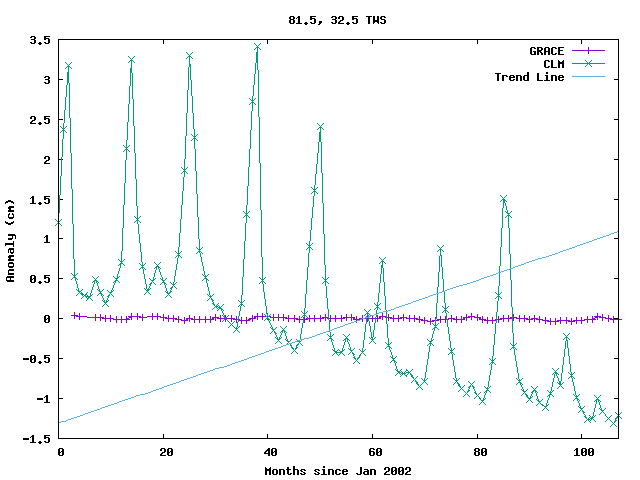 81.5, 32.5 TWS
GRACE
CLM
Trend Line
3.5
3
2.5
2
1.5
1
0.5
0
-0.5
-1
-1.5
Anomaly (cm)
0 20 40 60 80 100
Months since Jan 2002